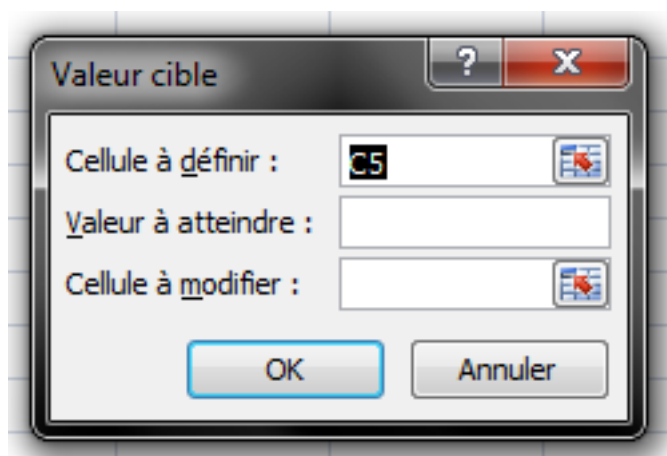 Valeur cible
?
X
Cellule à définir : C5
Valeur à atteindre :
Cellule à modifier :
OK Annuler